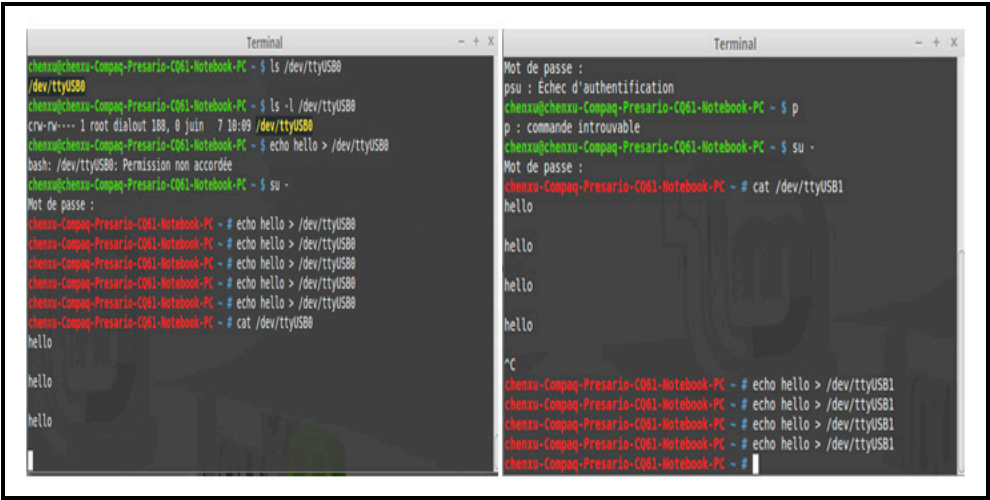 Terminal
chenxu@chenxu-Compaq-Presario-CQ61-Notebook-PC ~ $ ls /dev/ttyUSB0
/dev/ttyUSB0
chenxu@chenxu-Compaq-Presario-CQ61-Notebook-PC ~ $ ls -l /dev/ttyUSB0
crw-rw---- 1 root dialout 188, 0 juin   7 10:09 /dev/ttyUSB0
chenxu@chenxu-Compaq-Presario-CQ61-Notebook-PC ~ $ echo hello > /dev/ttyUSB0
bash: /dev/ttyUSB0: Permission non accordée
chenxu@chenxu-Compaq-Presario-CQ61-Notebook-PC ~ $ su -
Mot de passe :
chenxu-Compaq-Presario-CQ61-Notebook-PC ~ # echo hello > /dev/ttyUSB0
chenxu-Compaq-Presario-CQ61-Notebook-PC ~ # echo hello > /dev/ttyUSB0
chenxu-Compaq-Presario-CQ61-Notebook-PC ~ # echo hello > /dev/ttyUSB0
chenxu-Compaq-Presario-CQ61-Notebook-PC ~ # echo hello > /dev/ttyUSB0
chenxu-Compaq-Presario-CQ61-Notebook-PC ~ # echo hello > /dev/ttyUSB0
chenxu-Compaq-Presario-CQ61-Notebook-PC ~ # cat /dev/ttyUSB0
hello
hello
hello
Terminal
Mot de passe :
psu : Échec d'authentification
chenxu@chenxu-Compaq-Presario-CQ61-Notebook-PC ~ $ p
p : commande introuvable
chenxu@chenxu-Compaq-Presario-CQ61-Notebook-PC ~ $ su -
Mot de passe :
chenxu-Compaq-Presario-CQ61-Notebook-PC ~ # cat /dev/ttyUSB1
hello
hello
hello
hello
^C
chenxu-Compaq-Presario-CQ61-Notebook-PC ~ # echo hello > /dev/ttyUSB1
chenxu-Compaq-Presario-CQ61-Notebook-PC ~ # echo hello > /dev/ttyUSB1
chenxu-Compaq-Presario-CQ61-Notebook-PC ~ # echo hello > /dev/ttyUSB1
chenxu-Compaq-Presario-CQ61-Notebook-PC ~ # echo hello > /dev/ttyUSB1
chenxu-Compaq-Presario-CQ61-Notebook-PC ~ #